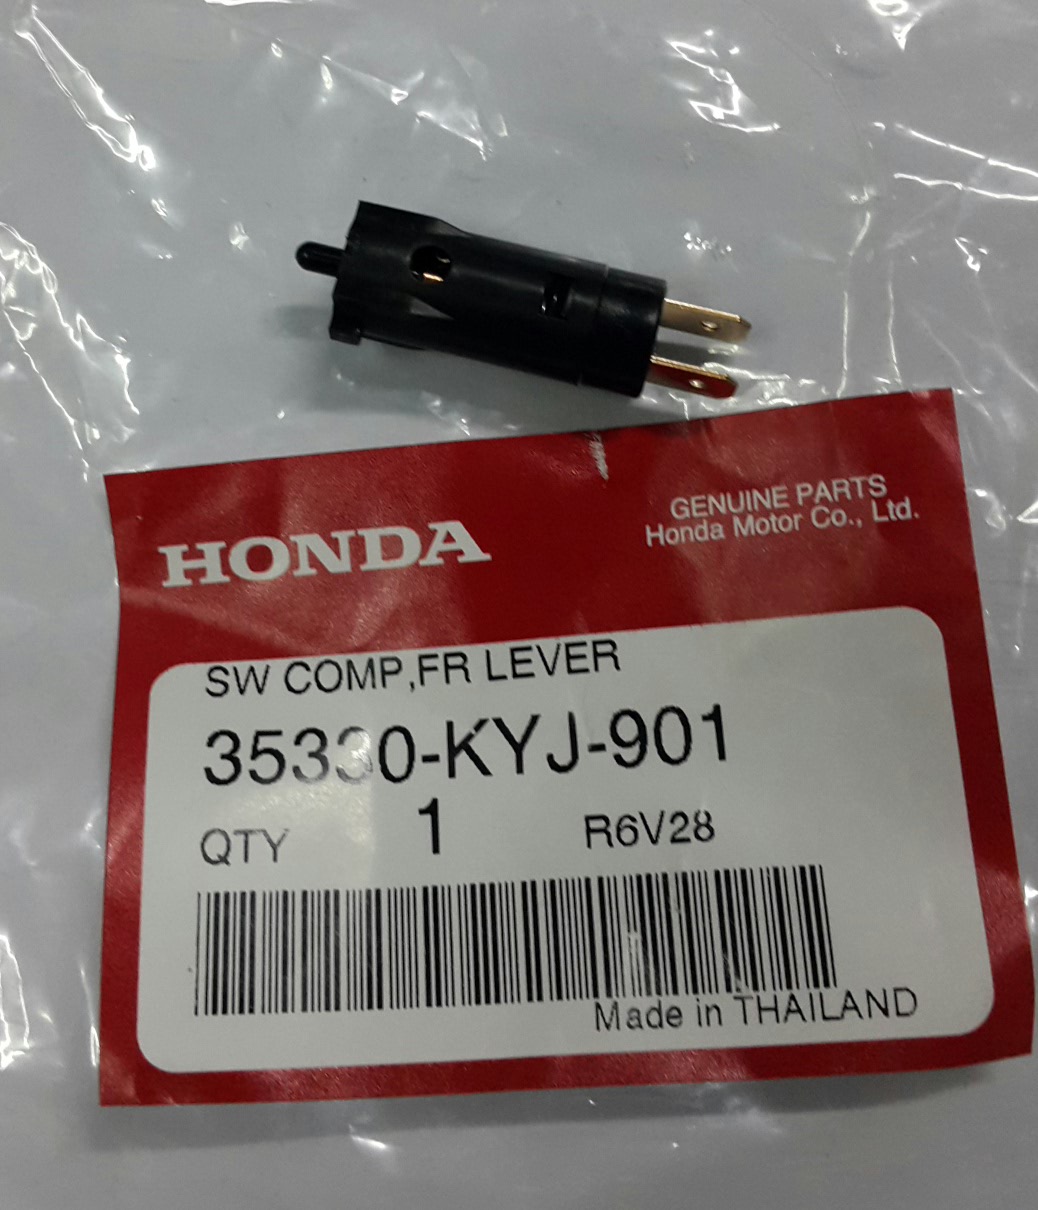 HONDA
GENUINE PARTS
Honda Motor Co., Ltd.
SW COMP,FR LEVER
35330-KYJ-901
QTY 1 R6V28
Made in THAILAND